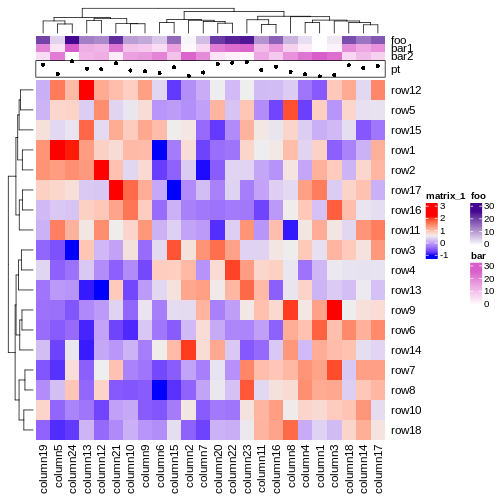 foo
bar1
bar2
pt
row12
row5
row15
row1
row2
row17
row16
row11
row3
row4
row13
row9
row6
row14
row7
row8
row10
row18
matrix_1
3
2
1
0
-1
foo
30
20
10
0
bar
30
20
10
0
column19
column5
column24
column13
column12
column21
column10
column9
column6
column15
column2
column7
column20
column22
column23
column11
column16
column8
column4
column1
column3
column18
column14
column17